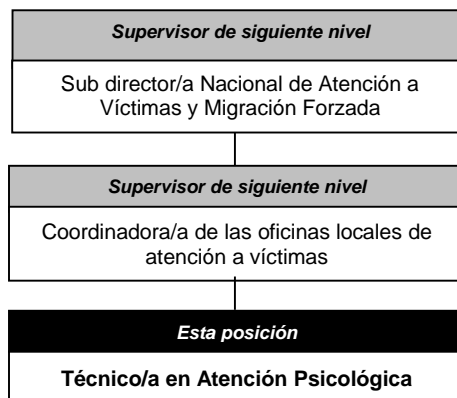 Supervisor de siguiente nivel
Sub director/a Nacional de Atención a
Víctimas y Migración Forzada
Supervisor de siguiente nivel
Coordinadora/a de las oficinas locales de
atención a víctimas
Esta posición
Técnico/a en Atención Psicológica